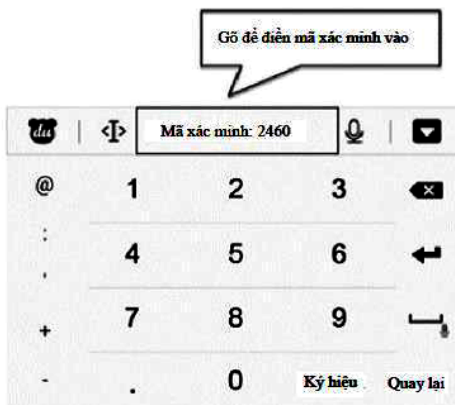 Gõ để điền mã xác minh vào
du
Mã xác minh: 2460
@ 1 2 3
: 4 5 6
'
7 8 9
+
- . 0 Ký hiệu Quay lại